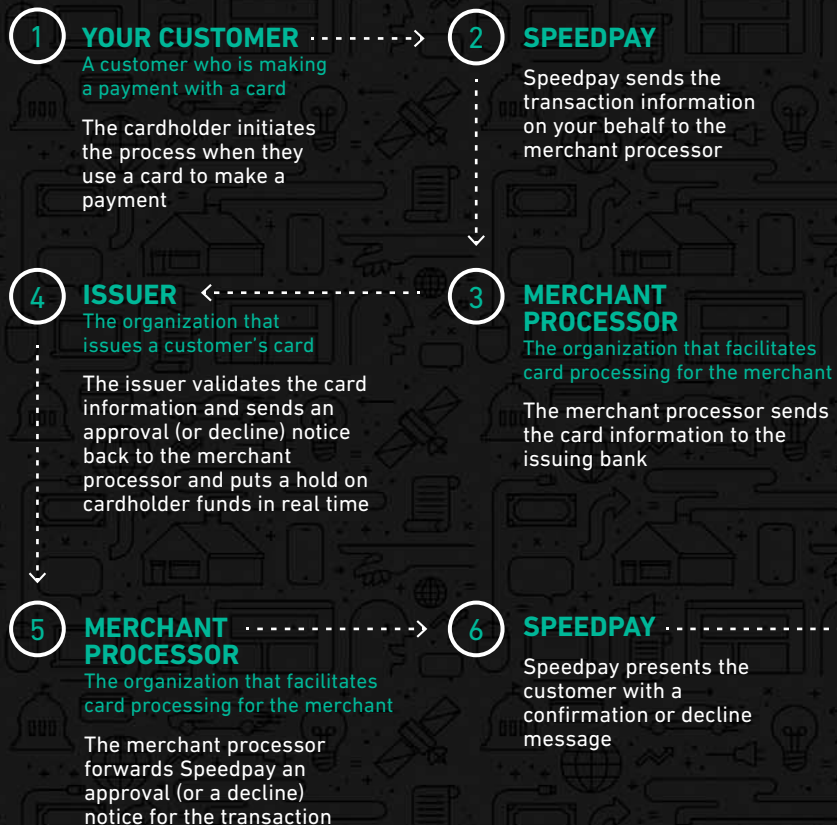 1
YOUR CUSTOMER
A customer who is making
a payment with a card
The cardholder initiates
the process when they
use a card to make a
payment
2
SPEEDPAY
Speedpay sends the
transaction information
on your behalf to the
merchant processor
3
MERCHANT
PROCESSOR
The organization that facilitates
card processing for the merchant
The merchant processor sends
the card information to the
issuing bank
4
ISSUER
The organization that
issues a customer's card
The issuer validates the card
information and sends an
approval (or decline) notice
back to the merchant
processor and puts a hold on
cardholder funds in real time
5
MERCHANT
PROCESSOR
The organization that facilitates
card processing for the merchant
The merchant processor
forwards Speedpay an
approval (or a decline)
notice for the transaction
6
SPEEDPAY
Speedpay presents the
customer with a
confirmation or decline
message